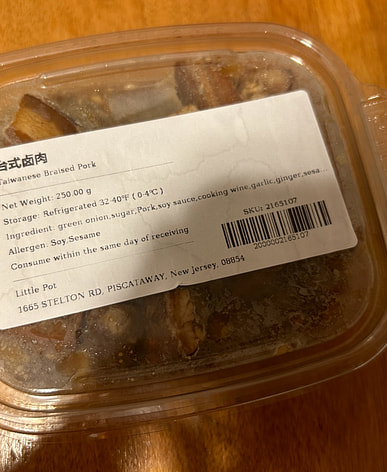 台式卤肉
Taiwanese Braised Pork
Net Weight: 250.00 g
Storage: Refrigerated 32-40°F ( 0-4°C)
Ingredient: green onion,sugar,Pork,soy sauce,cooking wine,garlic,ginger,sesa...
Allergen: Soy,Sesame
Consume within the same day of receiving
SKU: 2165107
2000002165107
Little Pot
1665 STELTON RD, PISCATAWAY, New Jersey, 08854